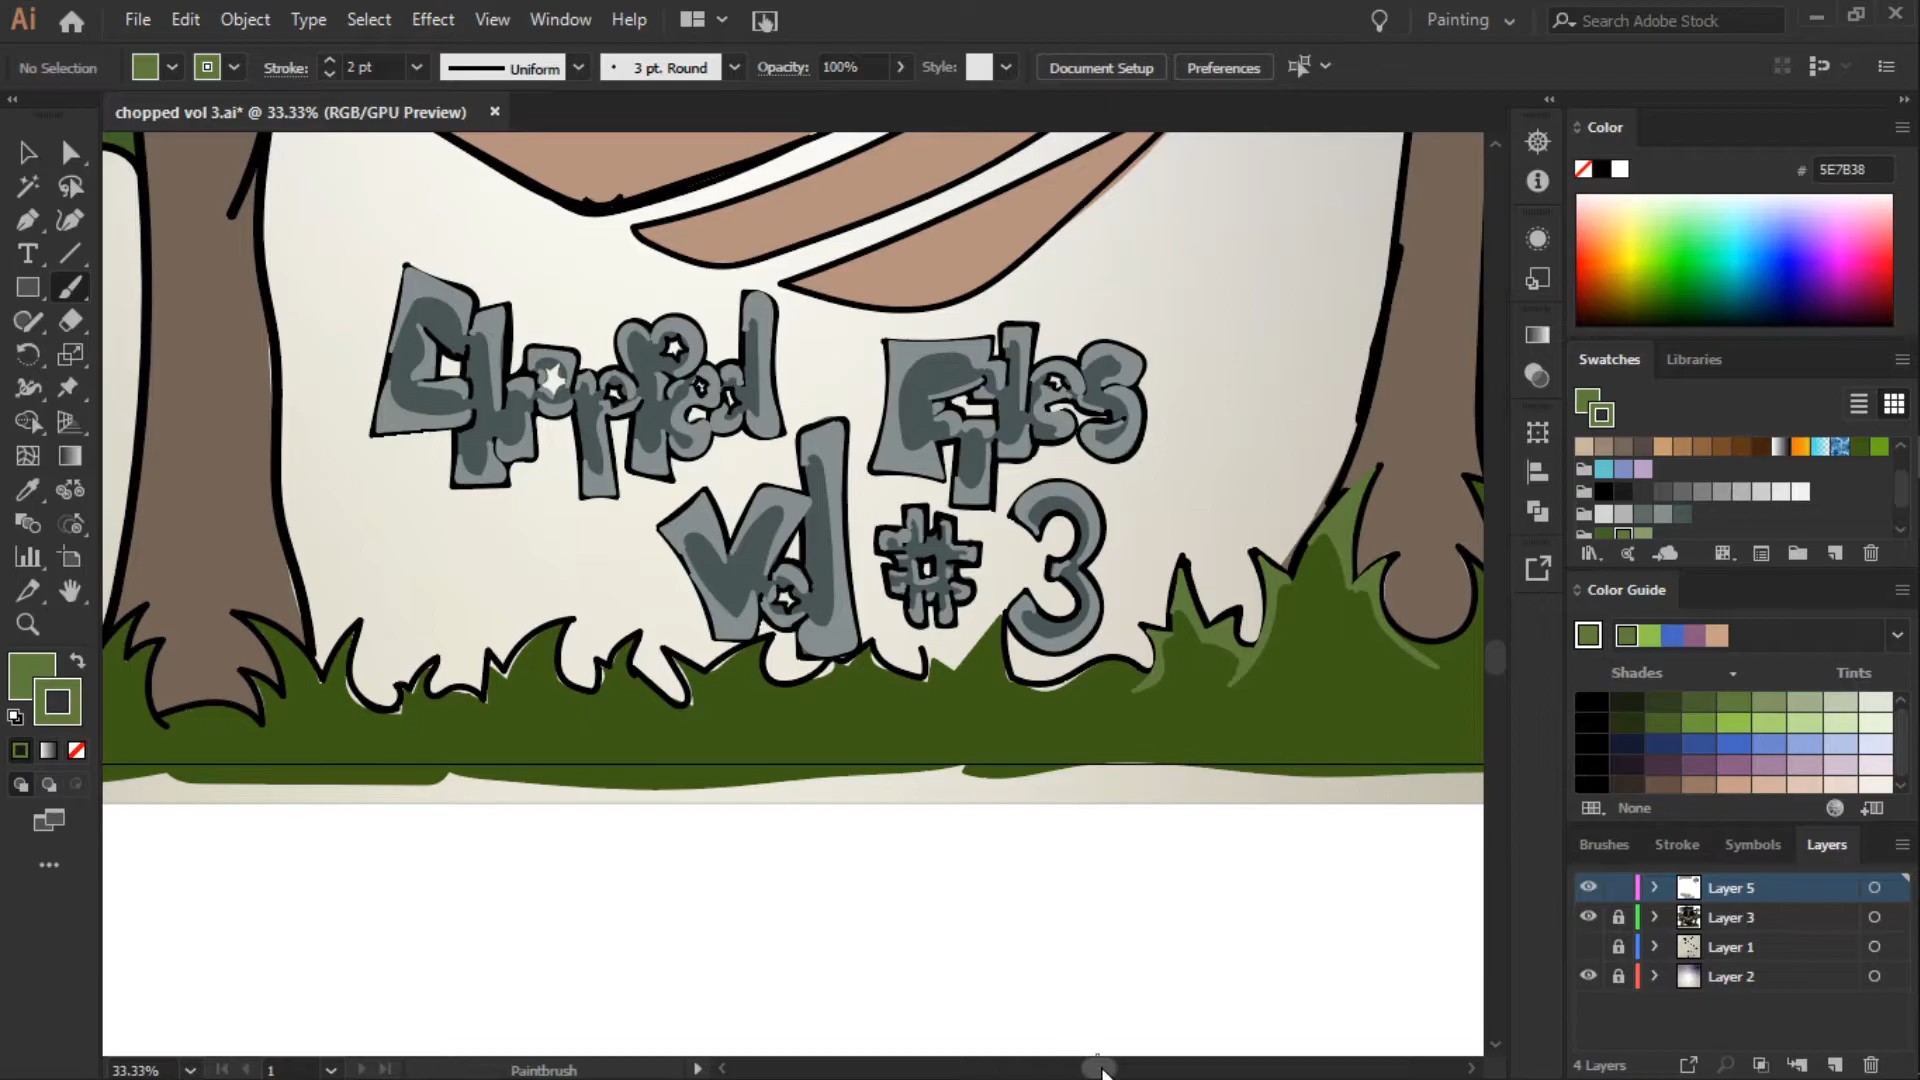 Ai File Edit Object Type Select Effect View Window Help Painting Search Adobe Stock
No Selection Stroke: 2 pt Uniform 3 pt. Round Opacity: 100% Style: Document Setup Preferences
chopped vol 3.ai* @ 33.33% (RGB/GPU Preview)
Color
# 5E7B38
Swatches Libraries
Chopped Files
Vol # 3
Color Guide
Shades Tints
None
Brushes Stroke Symbols Layers
Layer 5
Layer 3
Layer 1
Layer 2
33.33% 1 Paintbrush 4 Layers